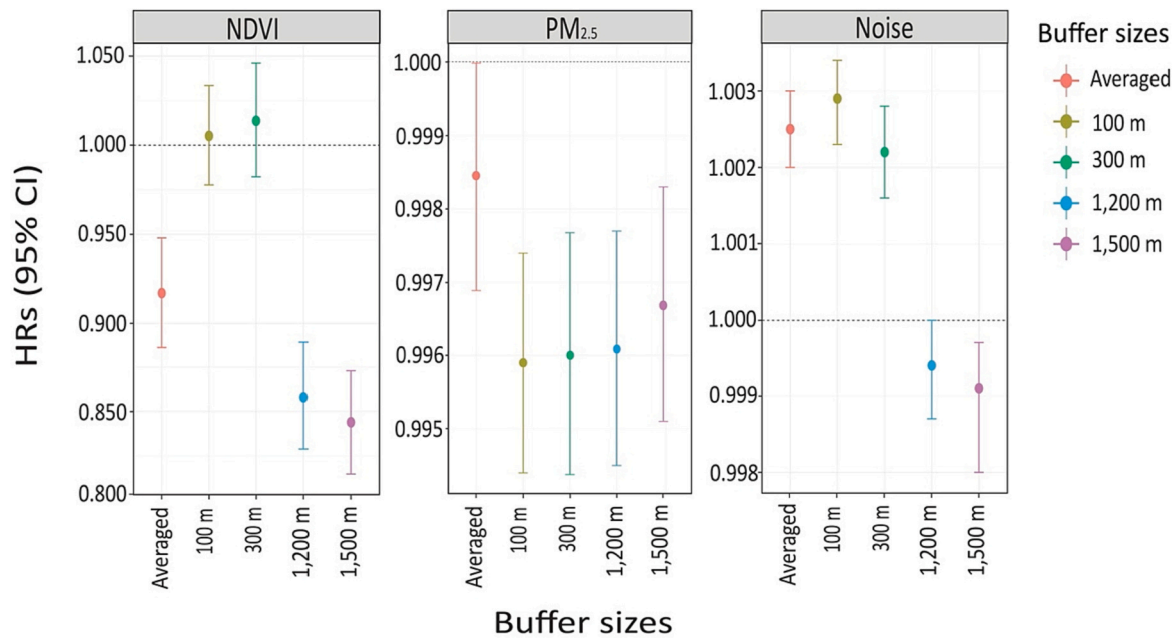 NDVI
PM2.5
Noise
Buffer sizes
Averaged
100 m
300 m
1,200 m
1,500 m
HRs (95% CI)
1.050
1.000
0.950
0.900
0.850
0.800
1.000
0.999
0.998
0.997
0.996
0.995
1.003
1.002
1.001
1.000
0.999
0.998
Averaged
100 m
300 m
1,200 m
1,500 m
Averaged
100 m
300 m
1,200 m
1,500 m
Averaged
100 m
300 m
1,200 m
1,500 m
Buffer sizes